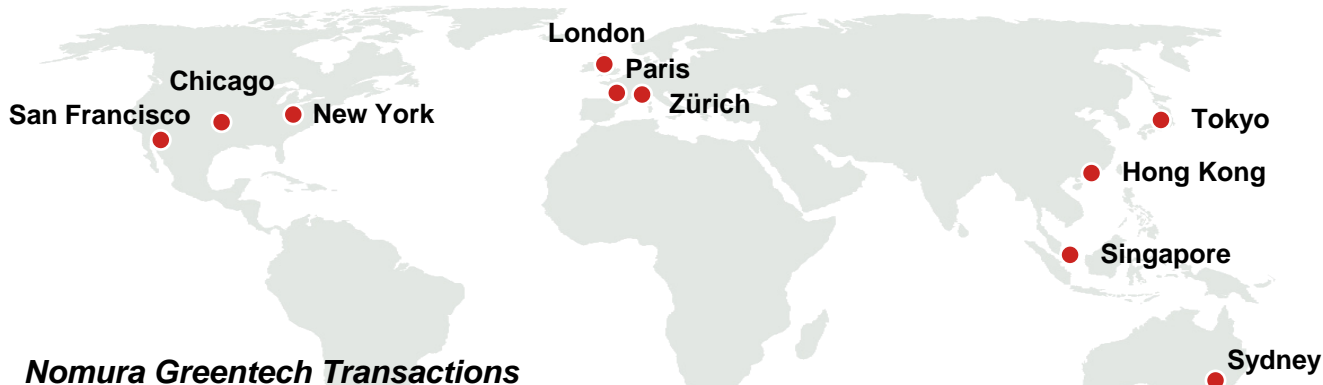 London
Paris
Chicago
Zürich
San Francisco
New York
Tokyo
Hong Kong
Singapore
Sydney
Nomura Greentech Transactions